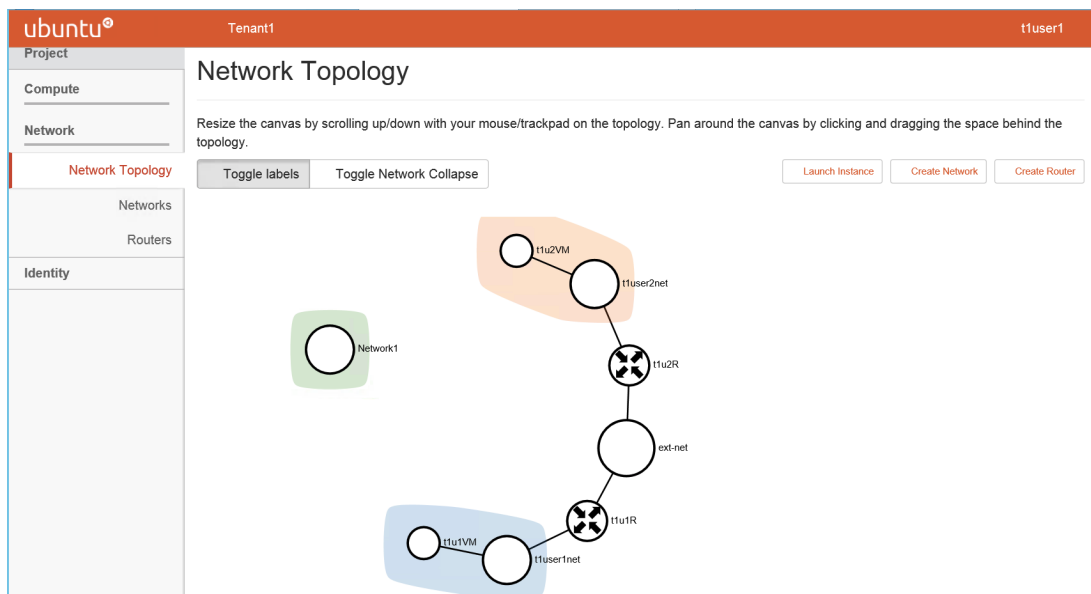 ubuntu
Tenant1
t1user1
Project
Compute
Network
Network Topology
Networks
Routers
Identity
Network Topology
Resize the canvas by scrolling up/down with your mouse/trackpad on the topology. Pan around the canvas by clicking and dragging the space behind the
topology.
Toggle labels
Toggle Network Collapse
Launch Instance
Create Network
Create Router
t1u2VM
t1user2net
Network1
t1u2R
ext-net
t1u1R
t1u1VM
t1user1net